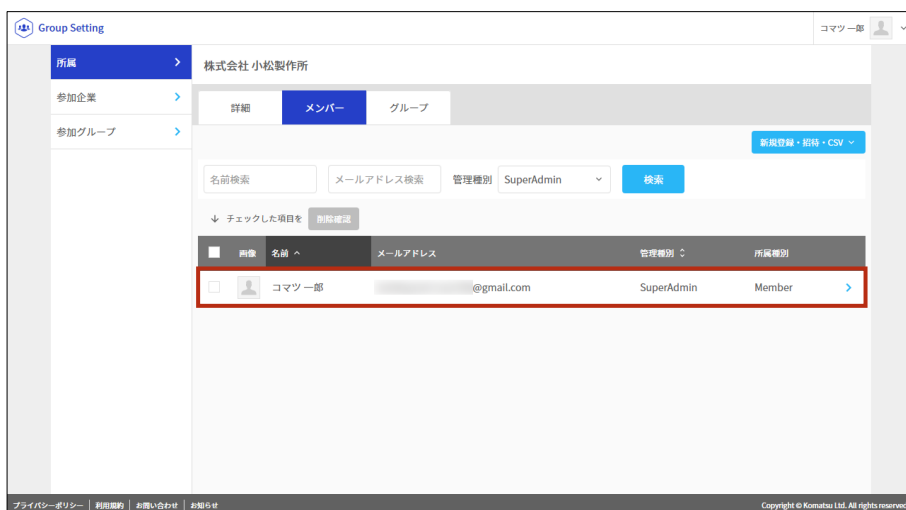 Group Setting
コマツ 一郎
所属
参加企業
参加グループ
株式会社 小松製作所
詳細 メンバー グループ
新規登録・招待・CSV
名前検索 メールアドレス検索 管理種別 SuperAdmin 検索
チェックした項目を 削除確認
画像 名前 メールアドレス 管理種別 所属種別
コマツ 一郎 @gmail.com SuperAdmin Member
プライバシーポリシー | 利用規約 | お問い合わせ | お知らせ
Copyright © Komatsu Ltd. All rights reserved